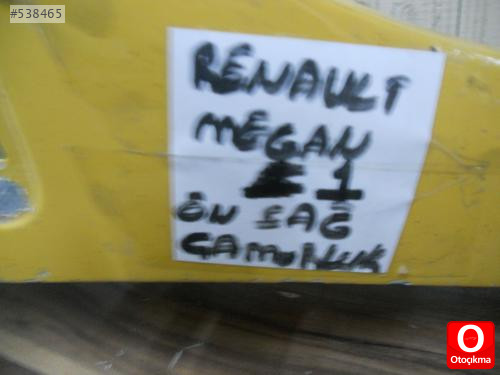 #538465
RENAULT
MEGAN
E 1
ÖN SAĞ
ÇAMURLUK
O
Otoçıkma